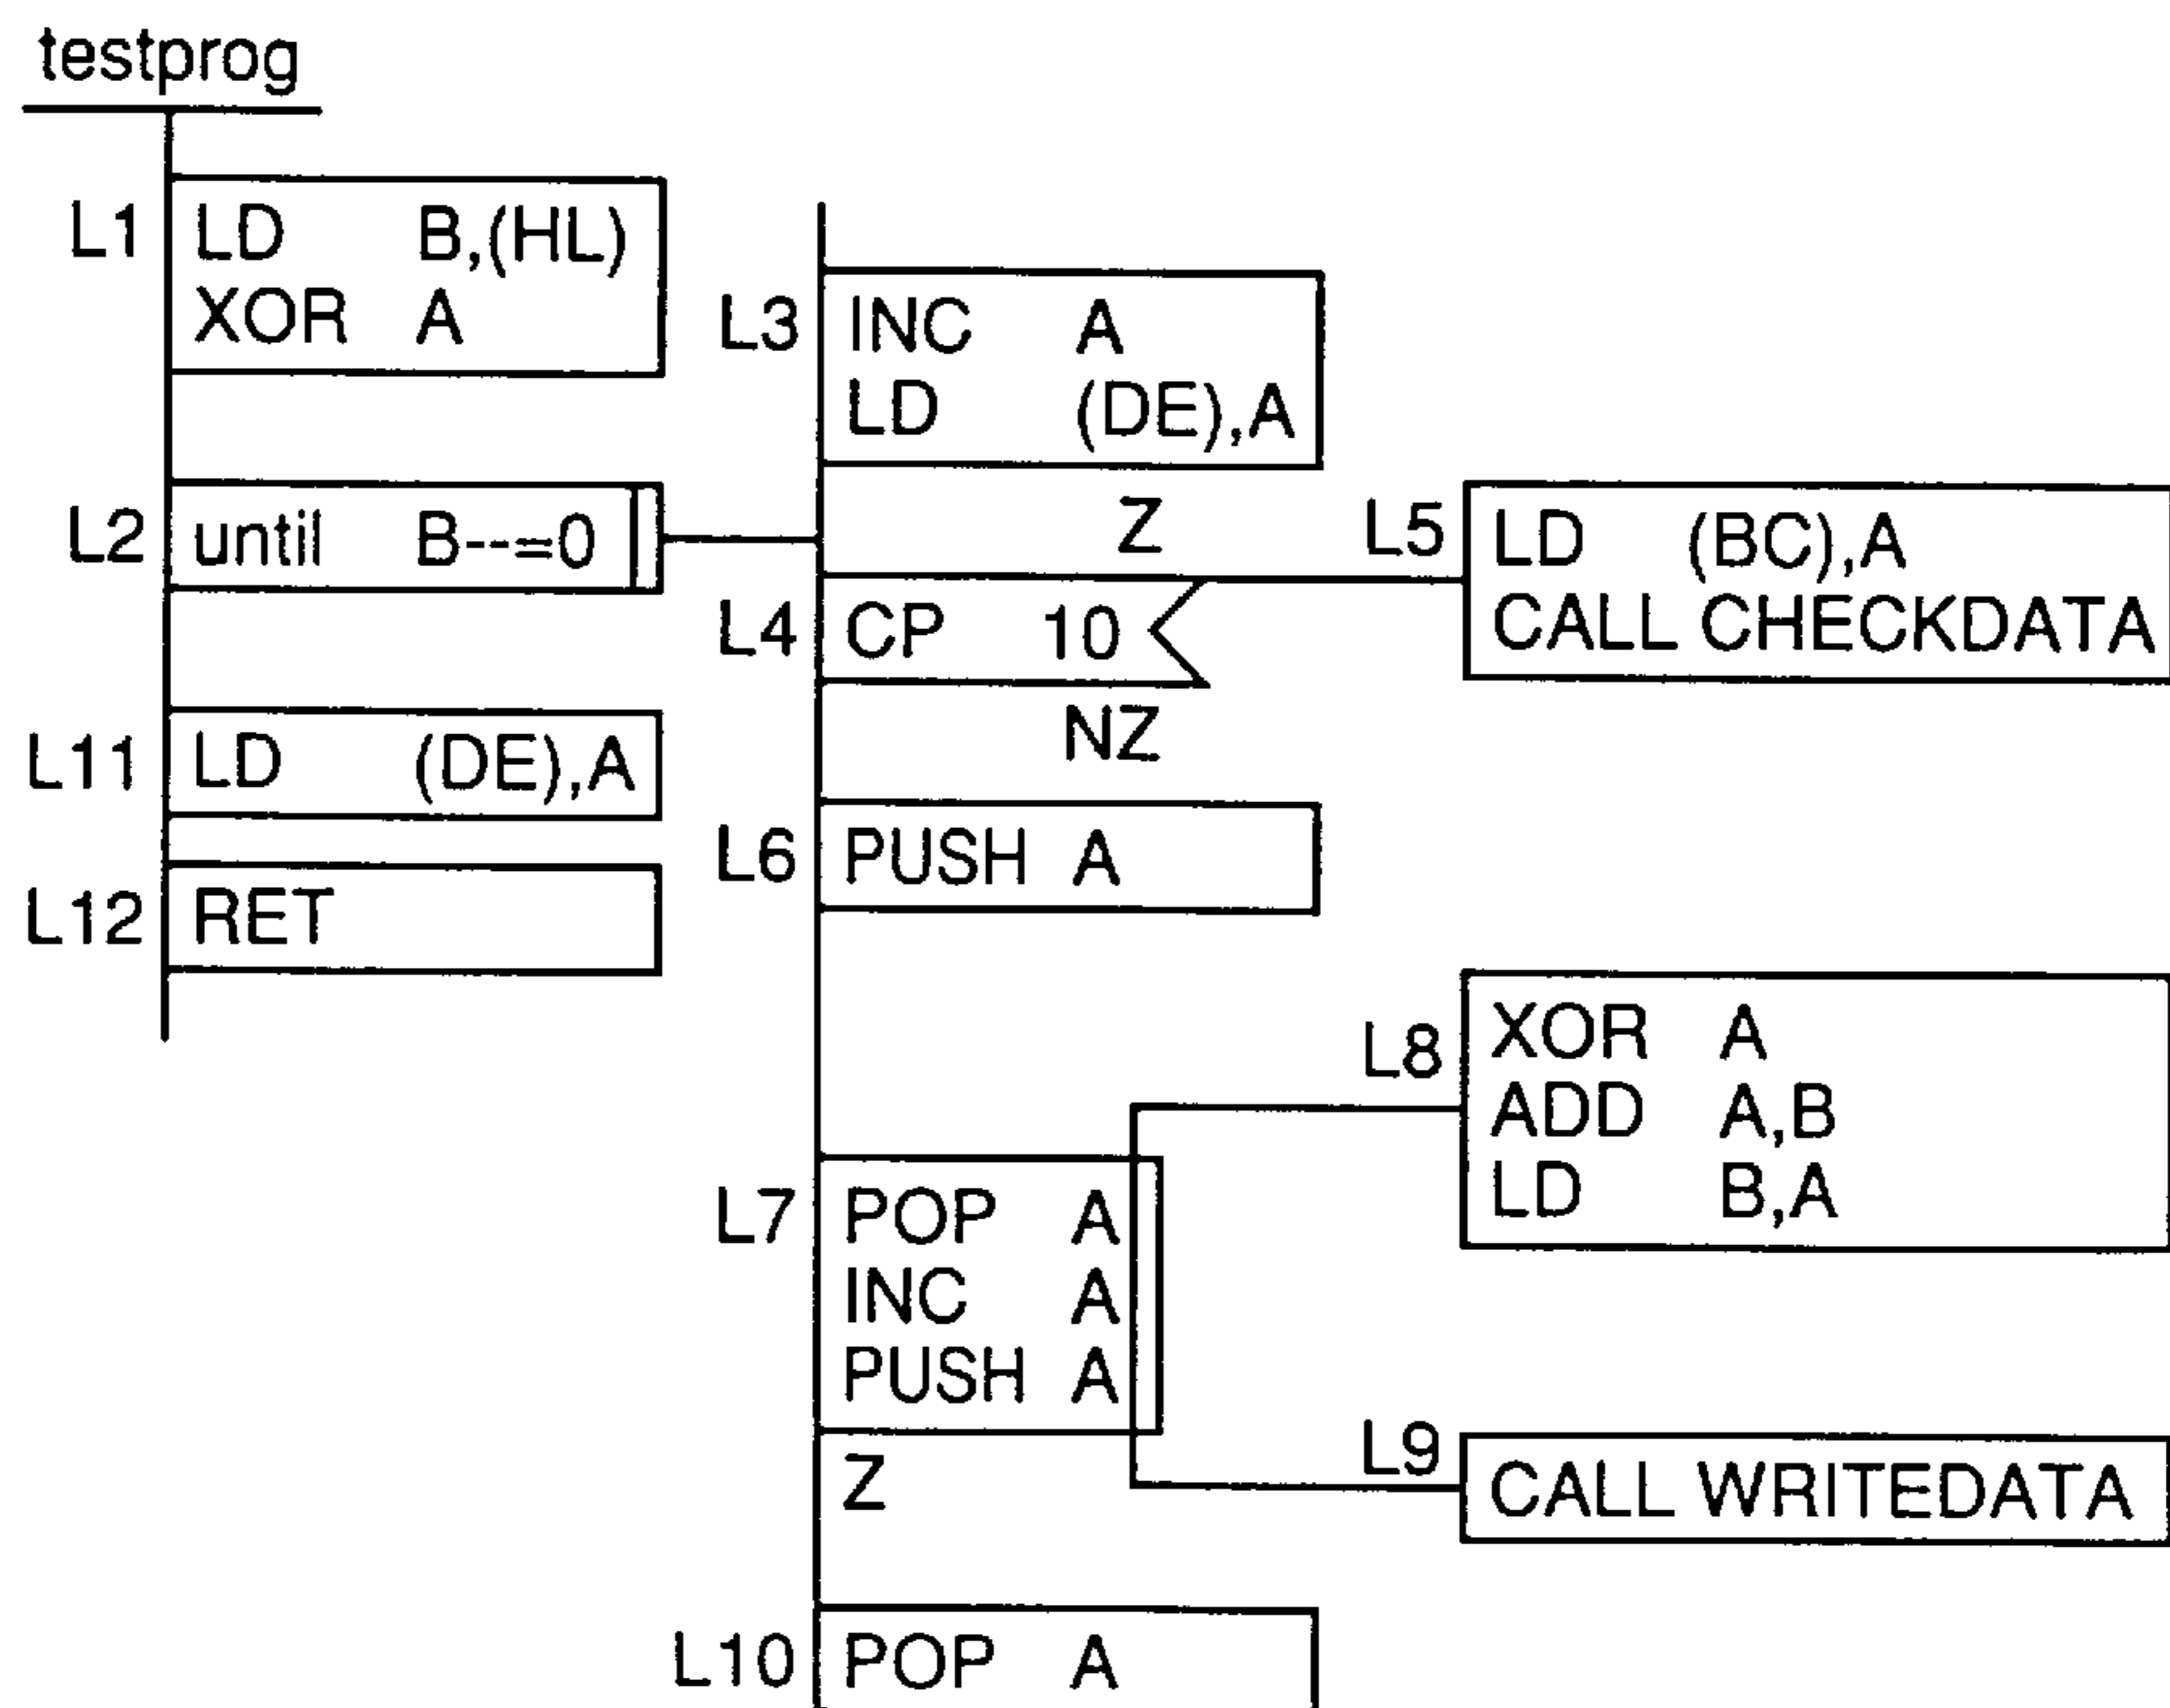 testprog
L1
LD B,(HL)
XOR A
L2
until B--=0
L11
LD (DE),A
L12
RET
L3
INC A
LD (DE),A
Z
L4
CP 10
NZ
L5
LD (BC),A
CALL CHECKDATA
L6
PUSH A
L7
POP A
INC A
PUSH A
Z
L8
XOR A
ADD A,B
LD B,A
L9
CALL WRITEDATA
L10
POP A